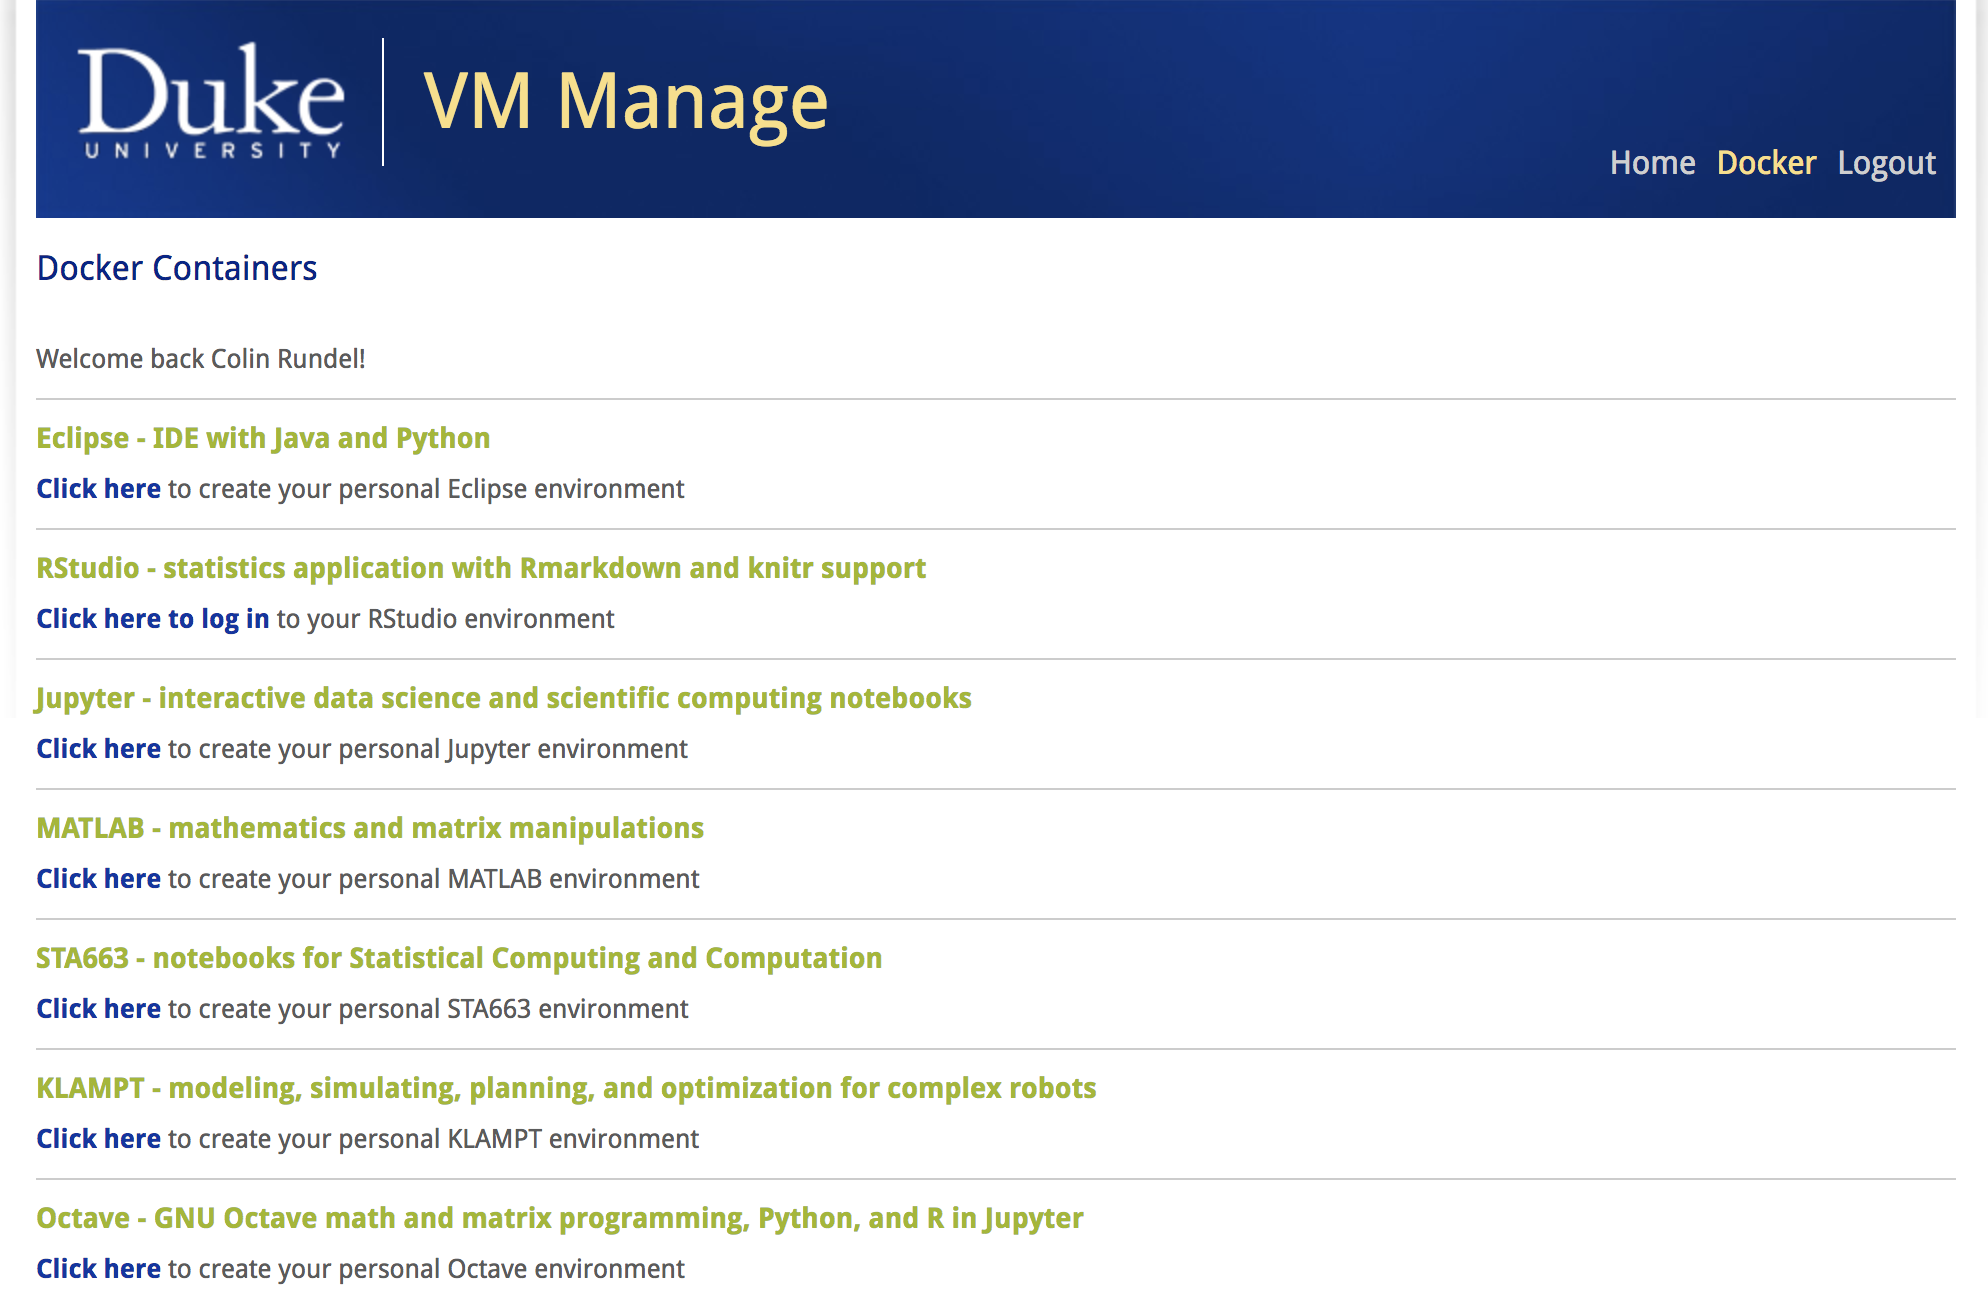 Duke
UNIVERSITY
VM Manage
Home Docker Logout
Docker Containers
Welcome back Colin Rundel!
Eclipse - IDE with Java and Python
Click here to create your personal Eclipse environment
RStudio - statistics application with Rmarkdown and knitr support
Click here to log in to your RStudio environment
Jupyter - interactive data science and scientific computing notebooks
Click here to create your personal Jupyter environment
MATLAB - mathematics and matrix manipulations
Click here to create your personal MATLAB environment
STA663 - notebooks for Statistical Computing and Computation
Click here to create your personal STA663 environment
KLAMPT - modeling, simulating, planning, and optimization for complex robots
Click here to create your personal KLAMPT environment
Octave - GNU Octave math and matrix programming, Python, and R in Jupyter
Click here to create your personal Octave environment